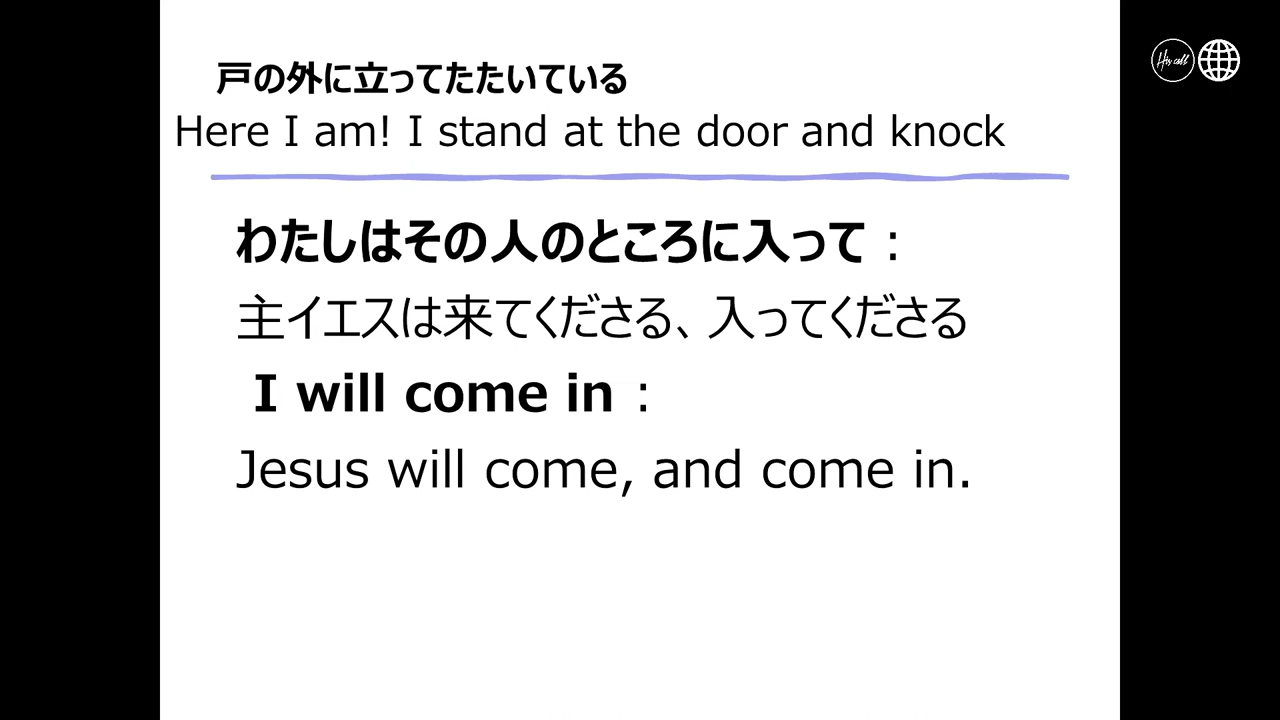 戸の外に立ってたたいている
Here I am! I stand at the door and knock
わたしはその人のところに入って：
主イエスは来てくださる、入ってくださる
I will come in：
Jesus will come, and come in.
His call